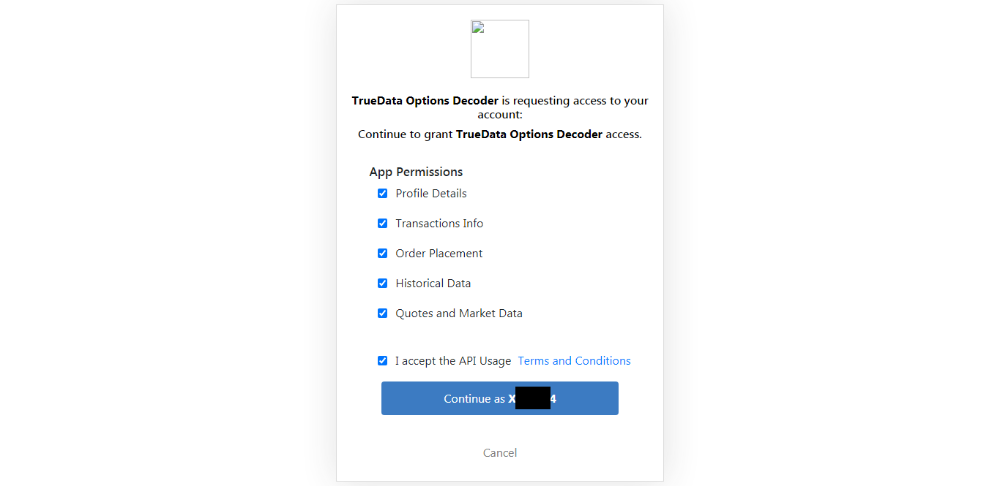 TrueData Options Decoder is requesting access to your
account:
Continue to grant TrueData Options Decoder access.
App Permissions
Profile Details
Transactions Info
Order Placement
Historical Data
Quotes and Market Data
I accept the API Usage Terms and Conditions
Continue as X 4
Cancel